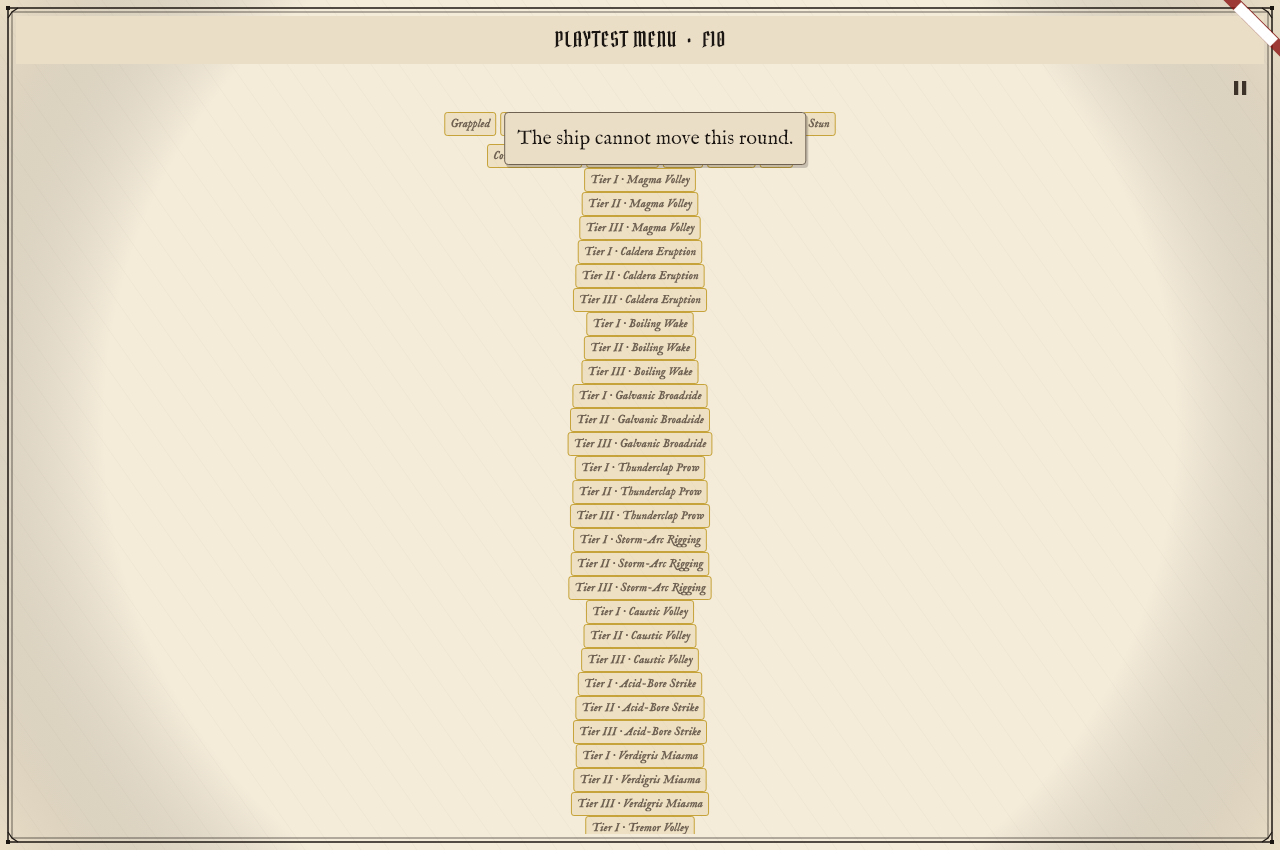 PLAYTEST MENU · F10
Grappled Stun
The ship cannot move this round.
Co
Tier I · Magma Volley
Tier II · Magma Volley
Tier III · Magma Volley
Tier I · Caldera Eruption
Tier II · Caldera Eruption
Tier III · Caldera Eruption
Tier I · Boiling Wake
Tier II · Boiling Wake
Tier III · Boiling Wake
Tier I · Galvanic Broadside
Tier II · Galvanic Broadside
Tier III · Galvanic Broadside
Tier I · Thunderclap Prow
Tier II · Thunderclap Prow
Tier III · Thunderclap Prow
Tier I · Storm-Arc Rigging
Tier II · Storm-Arc Rigging
Tier III · Storm-Arc Rigging
Tier I · Caustic Volley
Tier II · Caustic Volley
Tier III · Caustic Volley
Tier I · Acid-Bore Strike
Tier II · Acid-Bore Strike
Tier III · Acid-Bore Strike
Tier I · Verdigris Miasma
Tier II · Verdigris Miasma
Tier III · Verdigris Miasma
Tier I · Tremor Volley